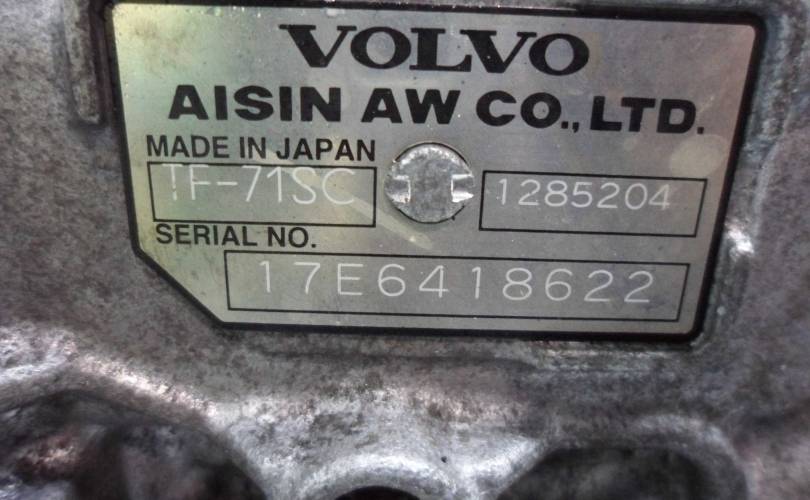 VOLVO
AISIN AW CO., LTD.
MADE IN JAPAN
TF-71SC 1285204
SERIAL NO.
17E6418622